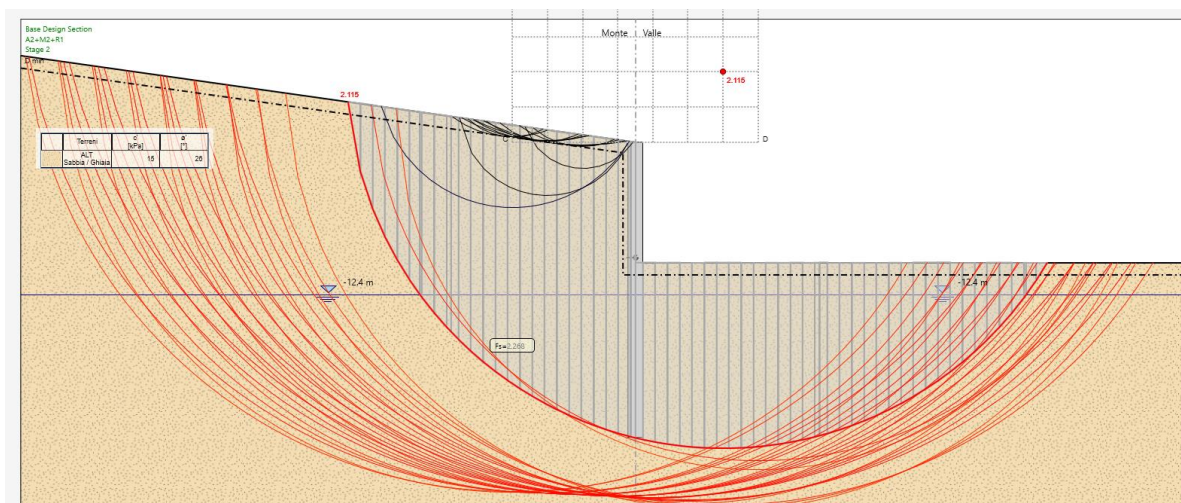 Base Design Section
A2+M2+R1
Stage 2
D min
Monte Valle
2.115
2.115
D
Terreni c ø
[kPa] [°]
ALT
Sabbia / Ghiaia 15 26
-12.4 m -12.4 m
Fs=2.268